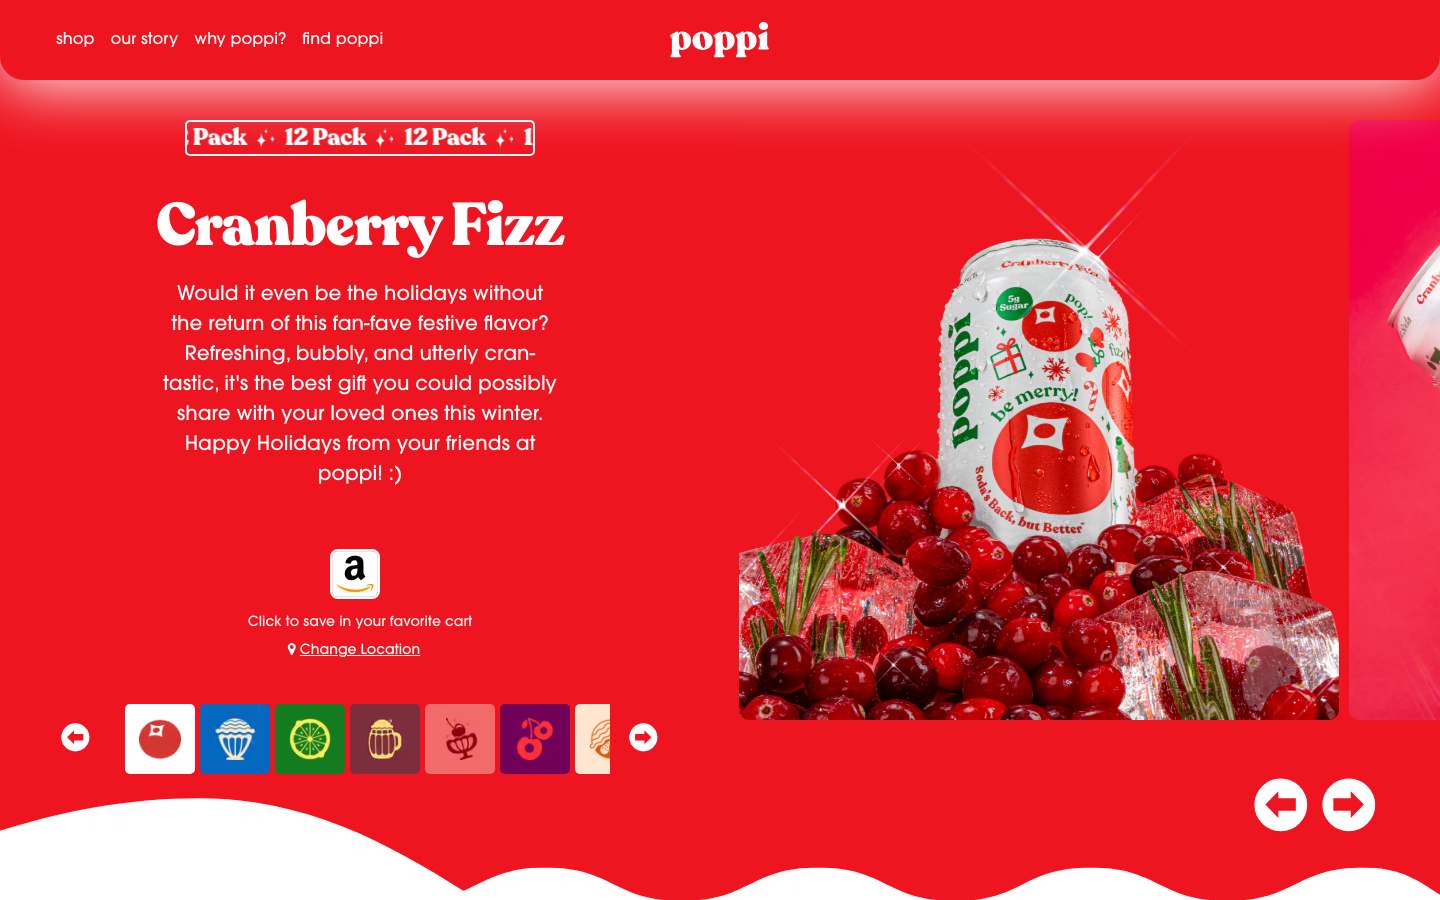 shop our story why poppi? find poppi
poppi
Pack 12 Pack 12 Pack 1
Cranberry Fizz
Would it even be the holidays without
the return of this fan-fave festive flavor?
Refreshing, bubbly, and utterly cran-
tastic, it's the best gift you could possibly
share with your loved ones this winter.
Happy Holidays from your friends at
poppi! :)
a
Click to save in your favorite cart
Change Location
Cranberry Fizz
5g
Sugar
pop!
fizz
poppi
be merry!
Soda's Back, but Better